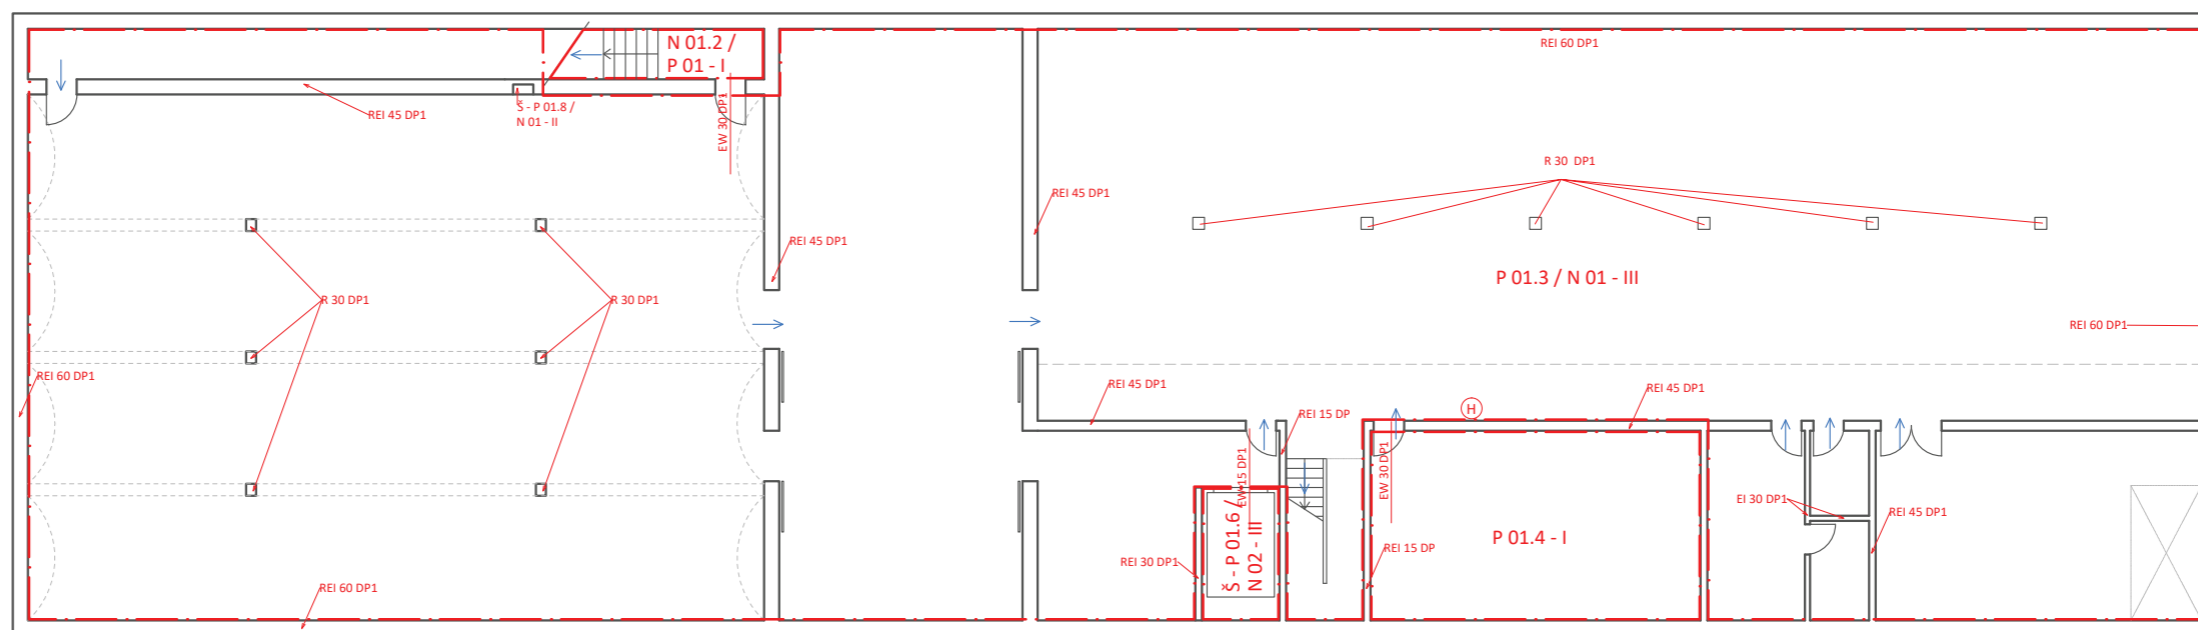 N 01.2 /
P 01 - I
REI 60 DP1
REI 45 DP1
Š - P 01.8 /
N 01 - II
EW 30 DP1
R 30 DP1
REI 45 DP1
REI 45 DP1
P 01.3 / N 01 - III
R 30 DP1
R 30 DP1
REI 60 DP1
REI 60 DP1
REI 45 DP1
REI 45 DP1
H
REI 15 DP
EW 15 DP1
EW 30 DP1
Š - P 01.6 /
N 02 - III
EI 30 DP1
REI 45 DP1
P 01.4 - I
REI 15 DP
REI 30 DP1
REI 60 DP1